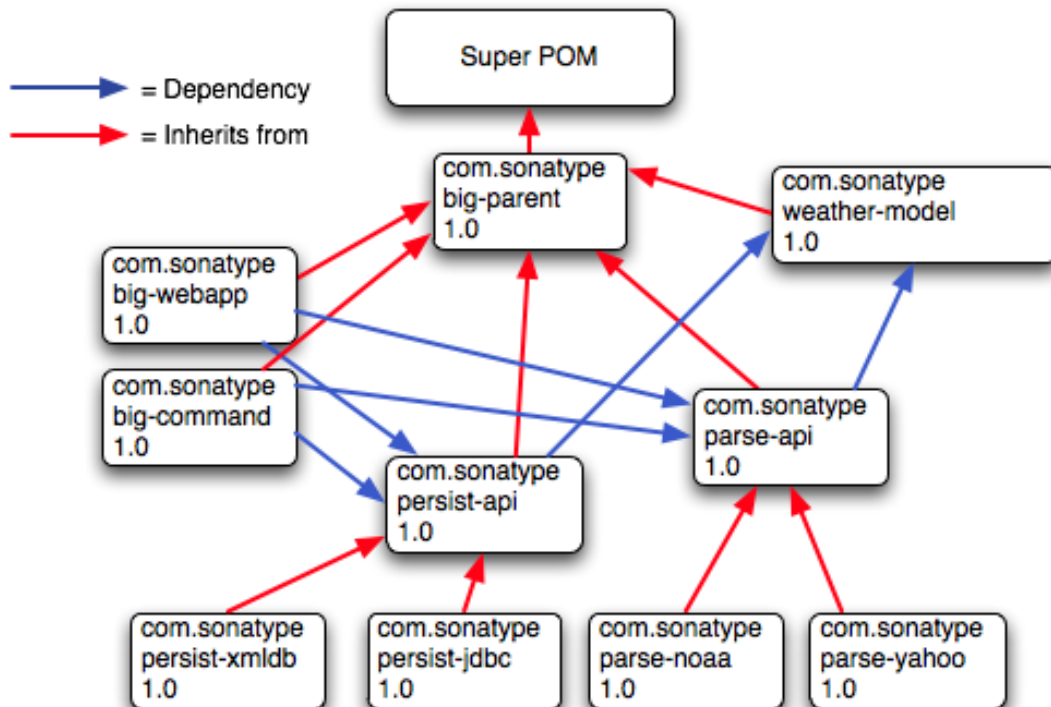 Super POM
= Dependency
= Inherits from
com.sonatype
big-parent
1.0
com.sonatype
weather-model
1.0
com.sonatype
big-webapp
1.0
com.sonatype
big-command
1.0
com.sonatype
parse-api
1.0
com.sonatype
persist-api
1.0
com.sonatype
persist-xmldb
1.0
com.sonatype
persist-jdbc
1.0
com.sonatype
parse-noaa
1.0
com.sonatype
parse-yahoo
1.0